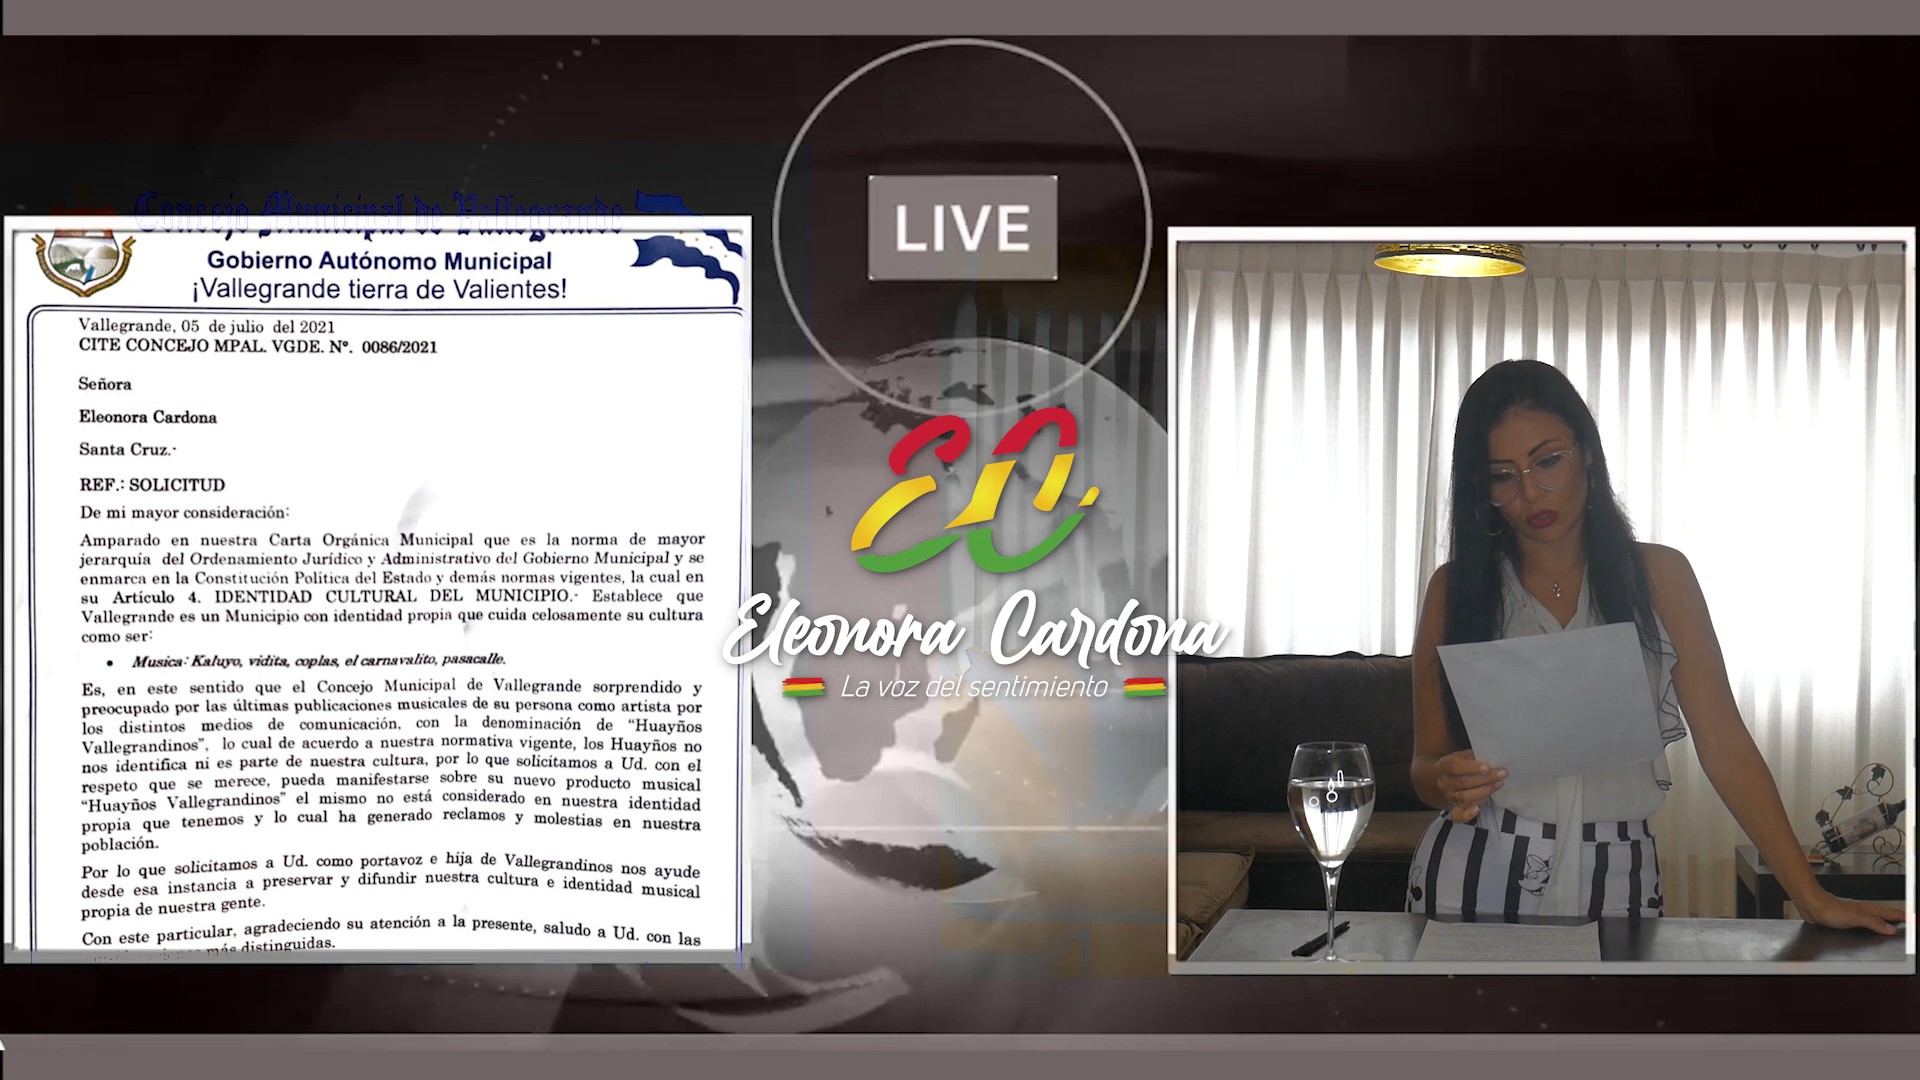 Concejo Municipal de Vallegrande
Gobierno Autónomo Municipal
¡Vallegrande tierra de Valientes!
Vallegrande, 05 de julio del 2021
CITE CONCEJO MPAL. VGDE. Nº. 0086/2021
Señora
Eleonora Cardona
Santa Cruz.-
REF.: SOLICITUD
De mi mayor consideración:
Amparado en nuestra Carta Orgánica Municipal que es la norma de mayor
jerarquía del Ordenamiento Jurídico y Administrativo del Gobierno Municipal y se
enmarca en la Constitución Política del Estado y demás normas vigentes, la cual en
su Artículo 4. IDENTIDAD CULTURAL DEL MUNICIPIO.- Establece que
Vallegrande es un Municipio con identidad propia que cuida celosamente su cultura
como ser:
• Musica: Kaluyo, vidita, coplas, el carnavalito, pasacalle.
Es, en este sentido que el Concejo Municipal de Vallegrande sorprendido y
preocupado por las últimas publicaciones musicales de su persona como artista por
los distintos medios de comunicación, con la denominación de “Huayños
Vallegrandinos”, lo cual de acuerdo a nuestra normativa vigente, los Huayños no
nos identifica ni es parte de nuestra cultura, por lo que solicitamos a Ud. con el
respeto que se merece, pueda manifestarse sobre su nuevo producto musical
“Huayños Vallegrandinos” el mismo no está considerado en nuestra identidad
propia que tenemos y lo cual ha generado reclamos y molestias en nuestra
población.
Por lo que solicitamos a Ud. como portavoz e hija de Vallegrandinos nos ayude
desde esa instancia a preservar y difundir nuestra cultura e identidad musical
propia de nuestra gente.
Con este particular, agradeciendo su atención a la presente, saludo a Ud. con las
más distinguidas.
LIVE
EC
Eleonora Cardona
La voz del sentimiento